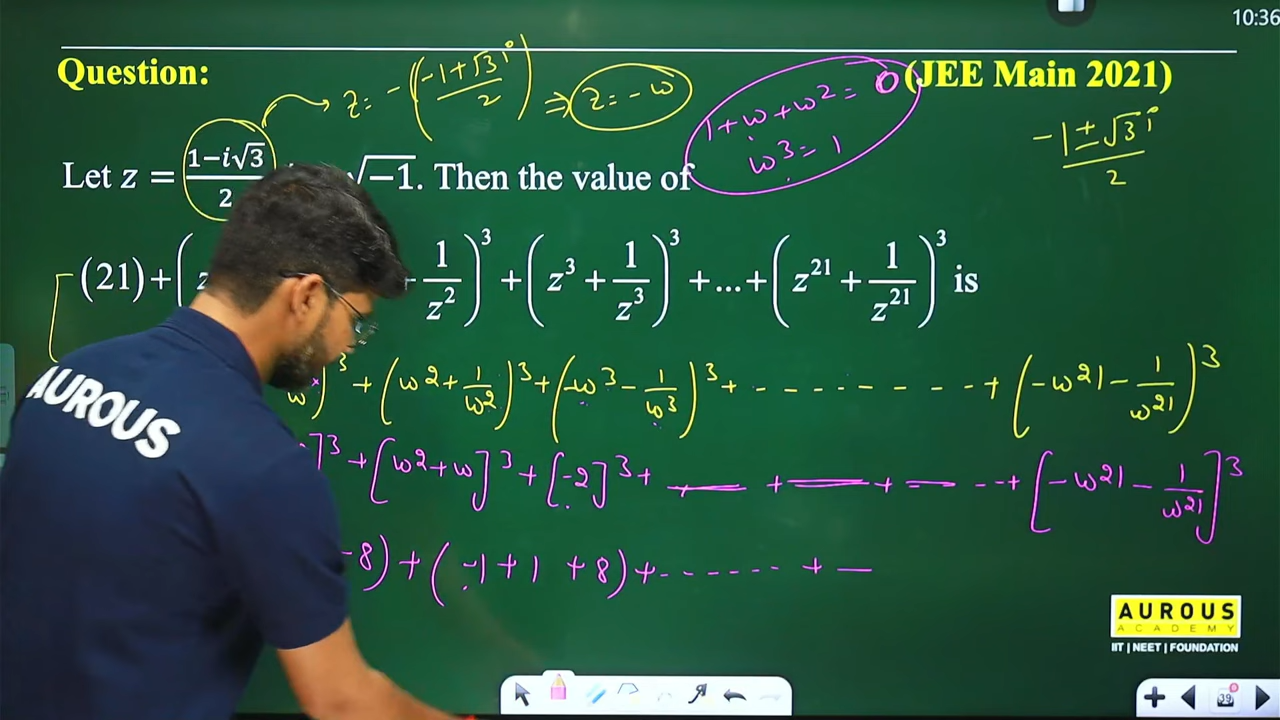 10:36
Question:
(JEE Main 2021)
z = -((-1+√3i)/2) ⇒ z = -ω
1+ω+ω2 = 0
ω3 = 1
(-1±√3i)/2
Let z = (1−i√3)/2 √−1. Then the value of
(21)+(z + 1/z²)³ + (z³ + 1/z³)³ +...+ (z²¹ + 1/z²¹)³ is
ω)3 + (ω2 + 1/ω2)3 + (-ω3 - 1/ω3)3 + - - - - - - - - + (-ω21 - 1/ω21)3
]3 + [ω2+ω]3 + [-2]3 + — + — + — - - + [-ω21 - 1/ω21]3
-8) + (-1+1 +8) + - - - - - - + —
AUROUS
AUROUS
ACADEMY
IIT | NEET | FOUNDATION
39